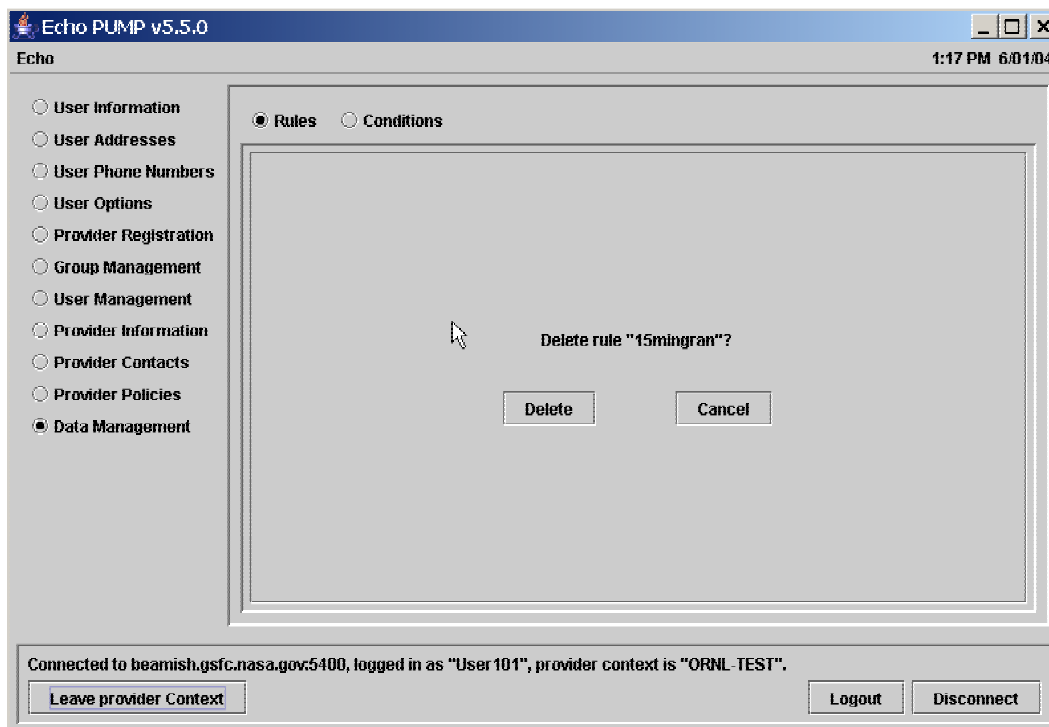 Echo PUMP v5.5.0
Echo 1:17 PM 6/01/04
User Information
User Addresses
User Phone Numbers
User Options
Provider Registration
Group Management
User Management
Provider Information
Provider Contacts
Provider Policies
Data Management
Rules Conditions
Delete rule "15mingran"?
Delete Cancel
Connected to beamish.gsfc.nasa.gov:5400, logged in as "User101", provider context is "ORNL-TEST".
Leave provider Context Logout Disconnect